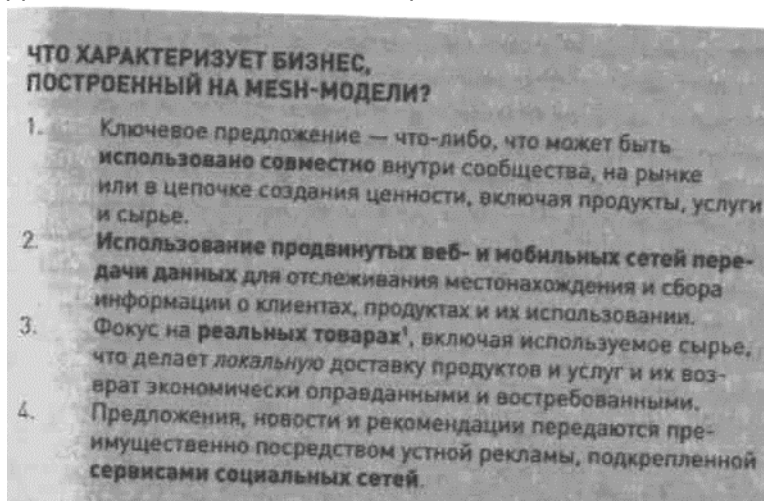 ЧТО ХАРАКТЕРИЗУЕТ БИЗНЕС,
ПОСТРОЕННЫЙ НА MESH-МОДЕЛИ?
1. Ключевое предложение — что-либо, что может быть
использовано совместно внутри сообщества, на рынке
или в цепочке создания ценности, включая продукты, услуги
и сырье.
2. Использование продвинутых веб- и мобильных сетей пере-
дачи данных для отслеживания местонахождения и сбора
информации о клиентах, продуктах и их использовании.
3. Фокус на реальных товарах¹, включая используемое сырье,
что делает локальную доставку продуктов и услуг и их воз-
врат экономически оправданными и востребованными.
4. Предложения, новости и рекомендации передаются пре-
имущественно посредством устной рекламы, подкрепленной
сервисами социальных сетей.